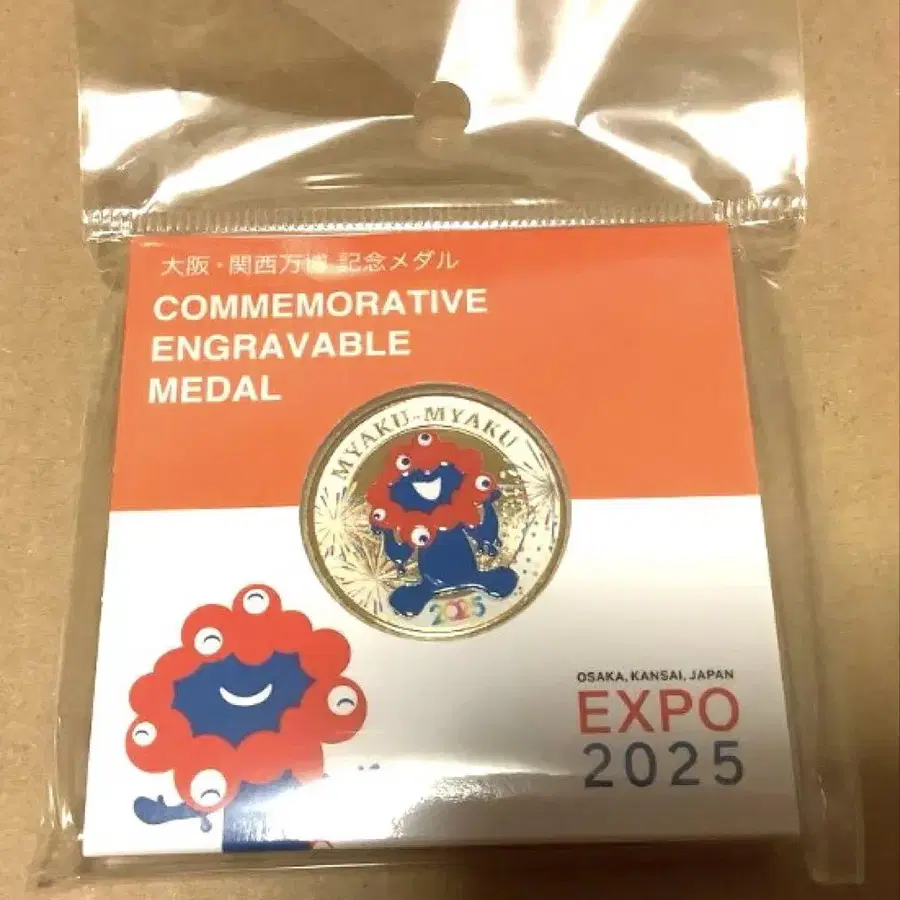 大阪・関西万博 記念メダル
COMMEMORATIVE
ENGRAVABLE
MEDAL
MYAKU-MYAKU
2025
OSAKA, KANSAI, JAPAN
EXPO
2025